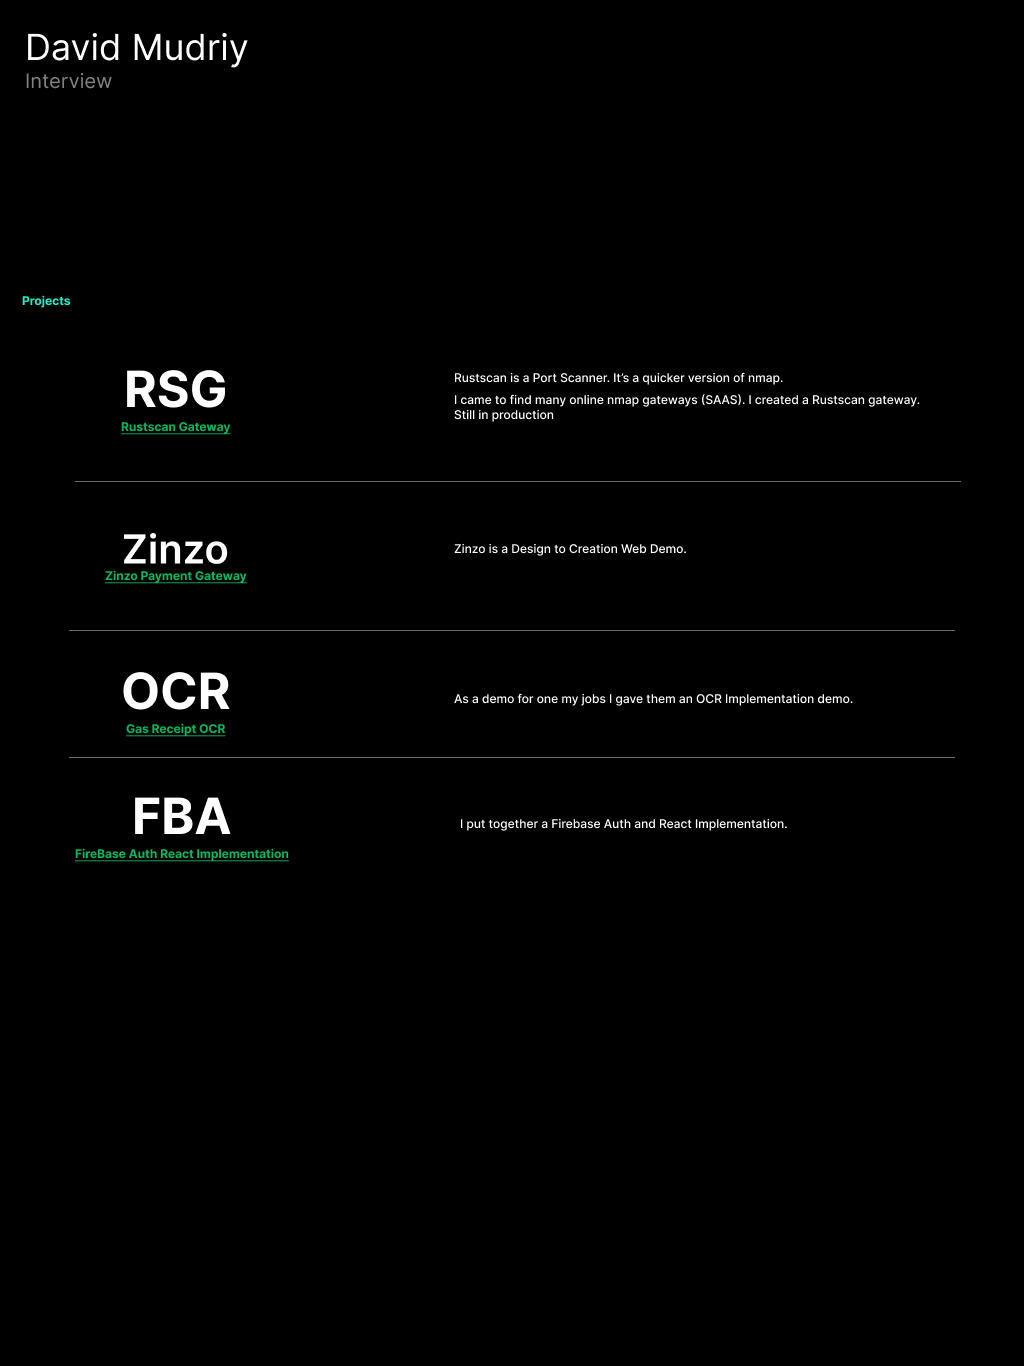 David Mudriy
Interview
Projects
RSG
Rustscan Gateway
Rustscan is a Port Scanner. It’s a quicker version of nmap.
I came to find many online nmap gateways (SAAS). I created a Rustscan gateway.
Still in production
Zinzo
Zinzo Payment Gateway
Zinzo is a Design to Creation Web Demo.
OCR
Gas Receipt OCR
As a demo for one my jobs I gave them an OCR Implementation demo.
FBA
FireBase Auth React Implementation
I put together a Firebase Auth and React Implementation.